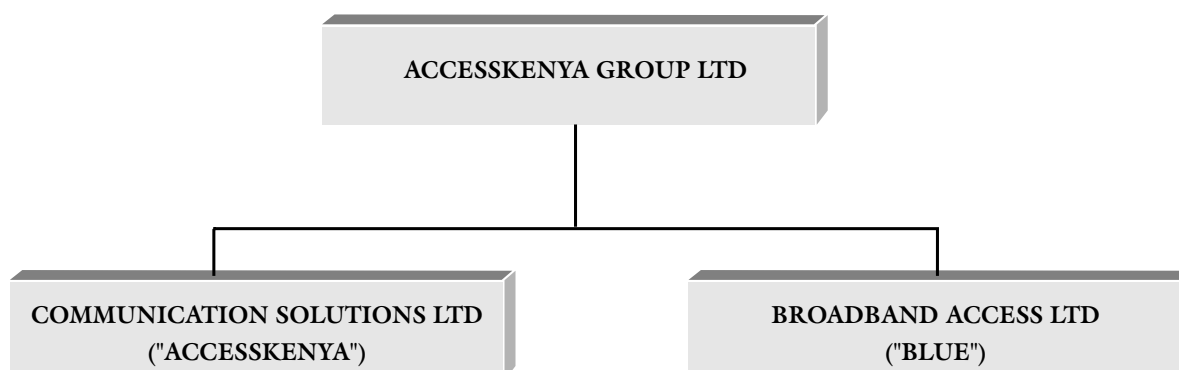 ACCESSKENYA GROUP LTD
COMMUNICATION SOLUTIONS LTD
("ACCESSKENYA")
BROADBAND ACCESS LTD
("BLUE")